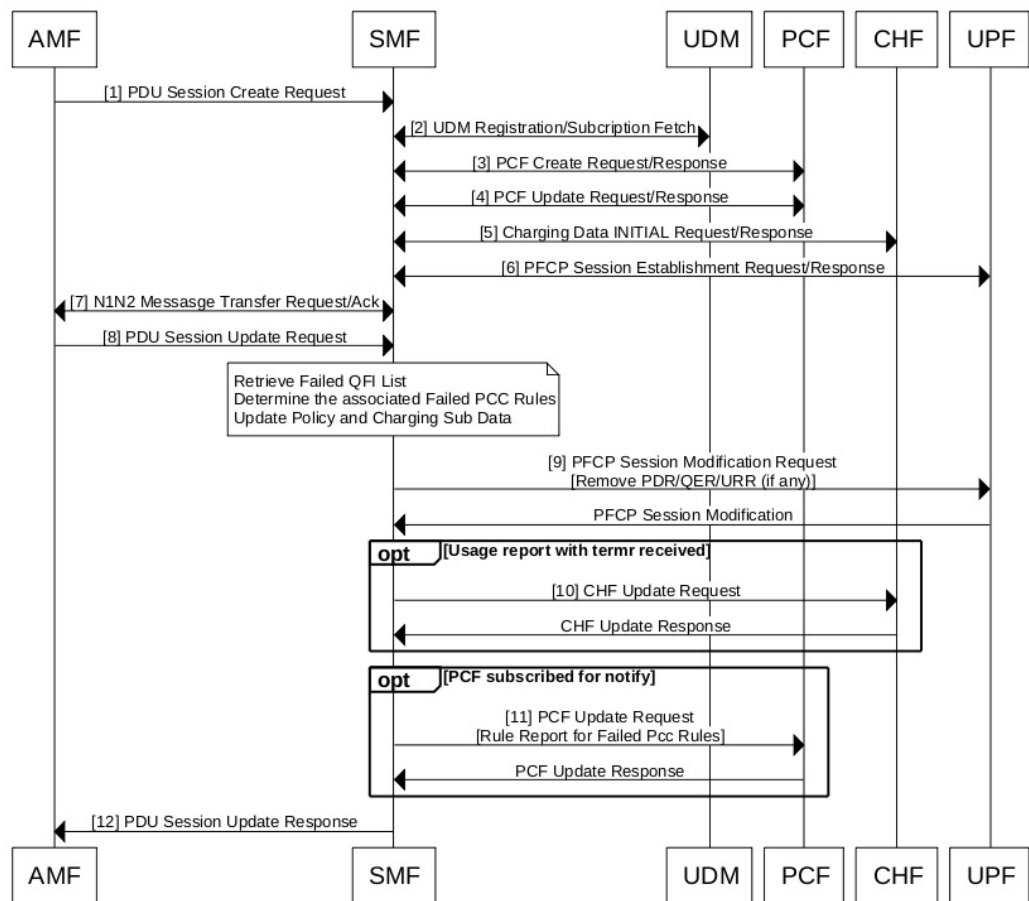 AMF
SMF
UDM
PCF
CHF
UPF
[1] PDU Session Create Request
[2] UDM Registration/Subcription Fetch
[3] PCF Create Request/Response
[4] PCF Update Request/Response
[5] Charging Data INITIAL Request/Response
[6] PFCP Session Establishment Request/Response
[7] N1N2 Messasge Transfer Request/Ack
[8] PDU Session Update Request
Retrieve Failed QFI List
Determine the associated Failed PCC Rules
Update Policy and Charging Sub Data
[9] PFCP Session Modification Request
[Remove PDR/QER/URR (if any)]
PFCP Session Modification
opt [Usage report with termr received]
[10] CHF Update Request
CHF Update Response
opt [PCF subscribed for notify]
[11] PCF Update Request
[Rule Report for Failed Pcc Rules]
PCF Update Response
[12] PDU Session Update Response
AMF
SMF
UDM
PCF
CHF
UPF